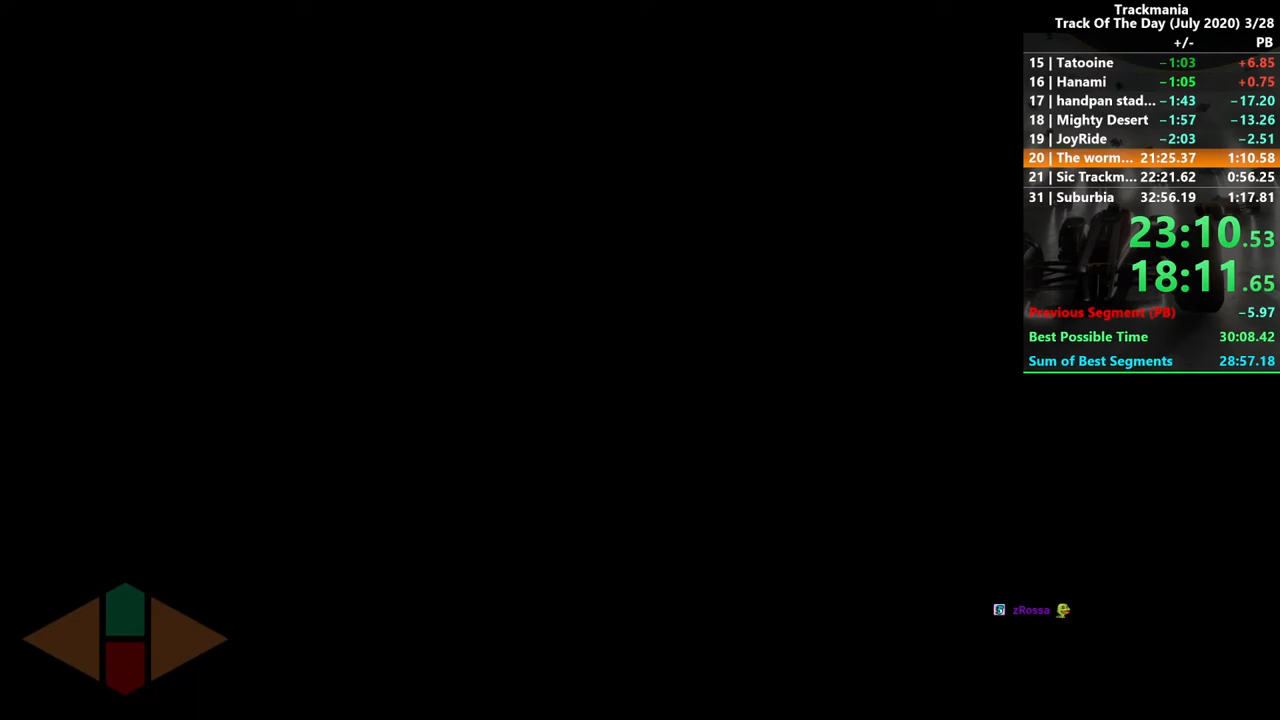 Trackmania
Track Of The Day (July 2020) 3/28
+/- PB
15 | Tatooine −1:03 +6.85
16 | Hanami −1:05 +0.75
17 | handpan stad... −1:43 −17.20
18 | Mighty Desert −1:57 −13.26
19 | JoyRide −2:03 −2.51
20 | The worm... 21:25.37 1:10.58
21 | Sic Trackm... 22:21.62 0:56.25
31 | Suburbia 32:56.19 1:17.81
23:10.53
18:11.65
Previous Segment (PB) −5.97
Best Possible Time 30:08.42
Sum of Best Segments 28:57.18
zRossa